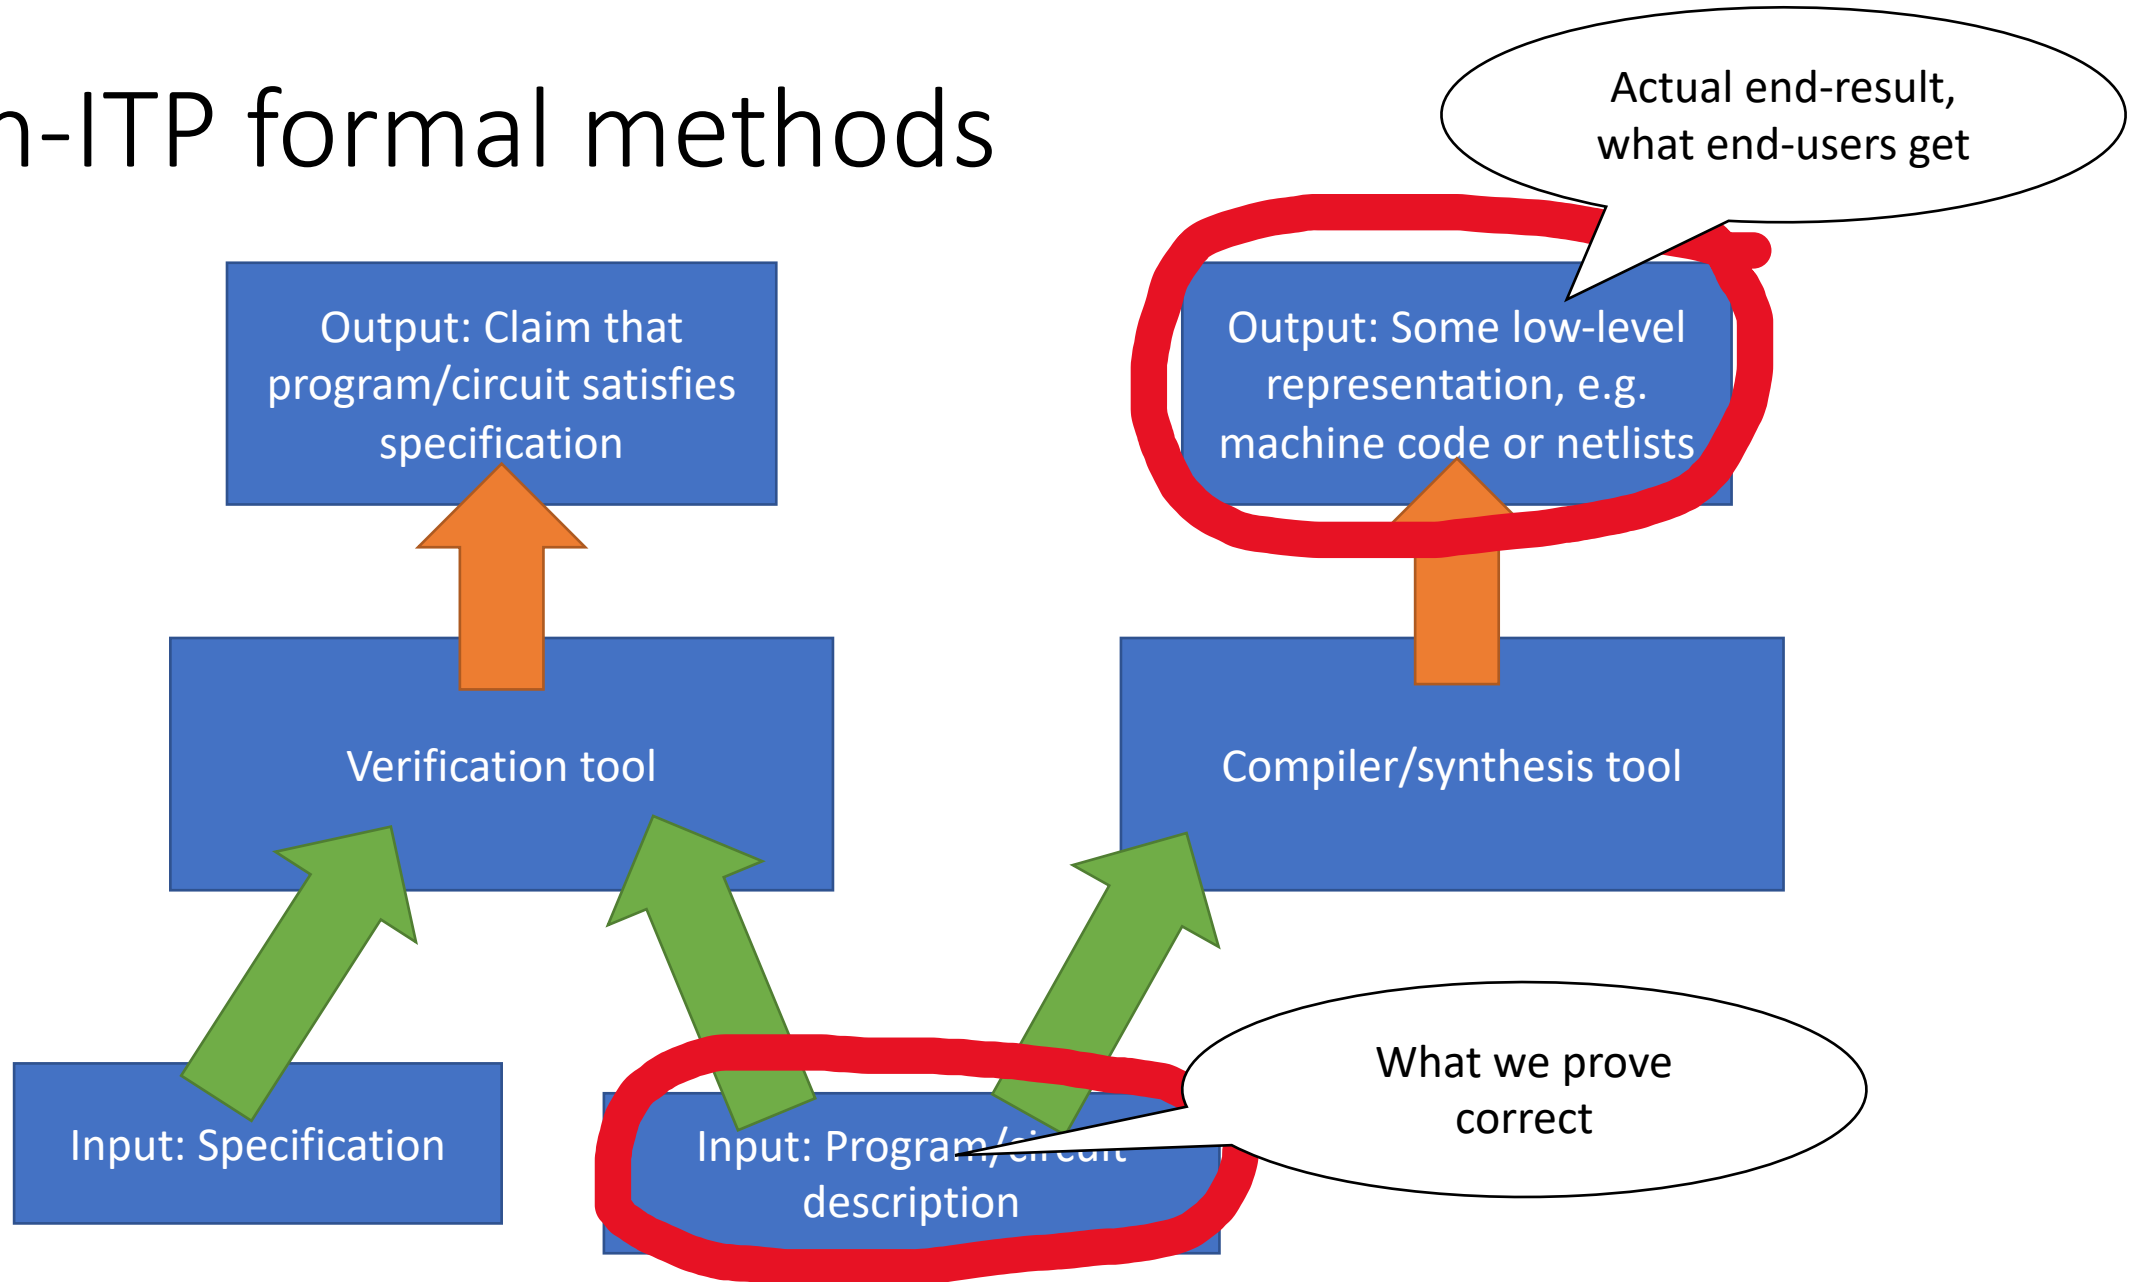 n-ITP formal methods
Actual end-result,
what end-users get
Output: Claim that
program/circuit satisfies
specification
Output: Some low-level
representation, e.g.
machine code or netlists
Verification tool
Compiler/synthesis tool
Input: Specification
Input: Program/circuit
description
What we prove
correct